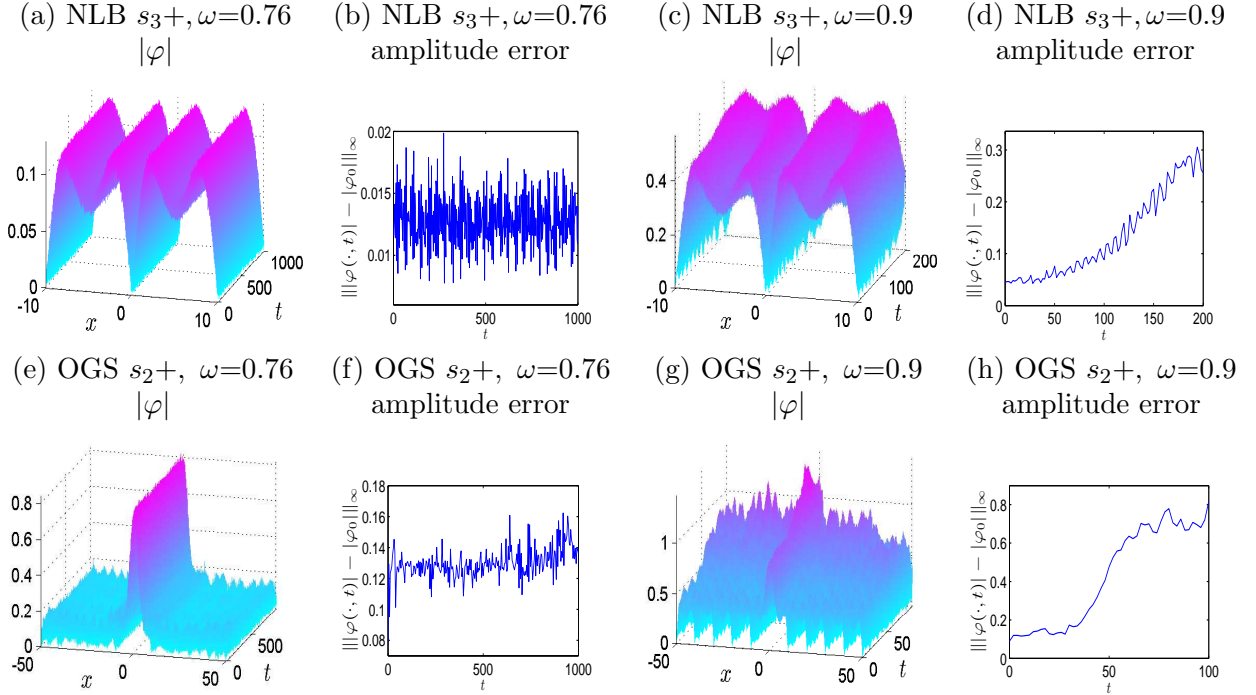 (a) NLB s₃+, ω=0.76
|φ|
(b) NLB s₃+, ω=0.76
amplitude error
(c) NLB s₃+, ω=0.9
|φ|
(d) NLB s₃+, ω=0.9
amplitude error
0.1
0.05
0
-10
x
0
10
0
500
1000
t
‖|φ(·, t)| − |φ₀|‖∞
0.02
0.015
0.01
0
500
1000
t
0.4
0.2
0
-10
x
0
10
0
100
200
t
‖|φ(·, t)| − |φ₀|‖∞
0.3
0.2
0.1
0
0
50
100
150
200
t
(e) OGS s₂+, ω=0.76
|φ|
(f) OGS s₂+, ω=0.76
amplitude error
(g) OGS s₂+, ω=0.9
|φ|
(h) OGS s₂+, ω=0.9
amplitude error
0.8
0.6
0.4
0.2
0
-50
x
0
50
0
500
t
‖|φ(·, t)| − |φ₀|‖∞
0.18
0.16
0.14
0.12
0.1
0.08
0
500
1000
t
1
0.5
0
-50
x
0
50
0
50
t
‖|φ(·, t)| − |φ₀|‖∞
0.8
0.6
0.4
0.2
0
0
50
100
t